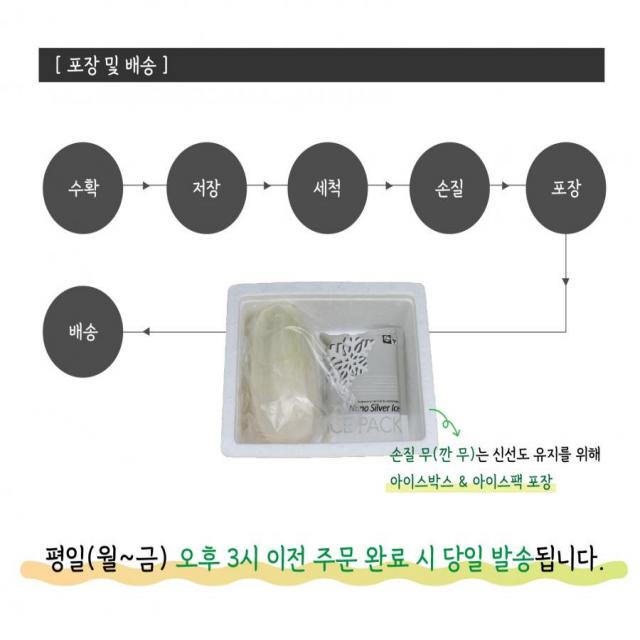 [ 포장 및 배송 ]
수확
저장
세척
손질
포장
배송
Nano Silver Ice
ICE PACK
손질 무(깐 무)는 신선도 유지를 위해
아이스박스 & 아이스팩 포장
평일(월~금) 오후 3시 이전 주문 완료 시 당일 발송됩니다.